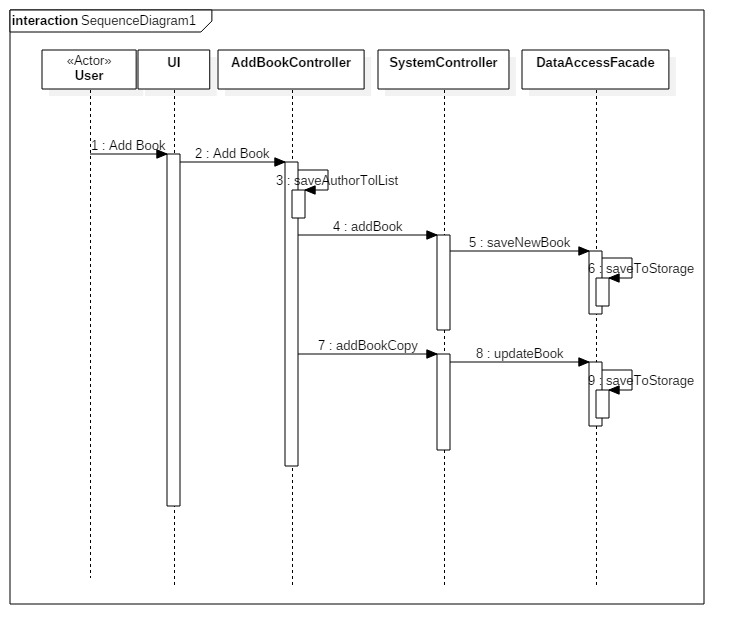 interaction SequenceDiagram1
«Actor»
User
UI
AddBookController
SystemController
DataAccessFacade
1 : Add Book
2 : Add Book
3 : saveAuthorTolList
4 : addBook
5 : saveNewBook
6 : saveToStorage
7 : addBookCopy
8 : updateBook
9 : saveToStorage